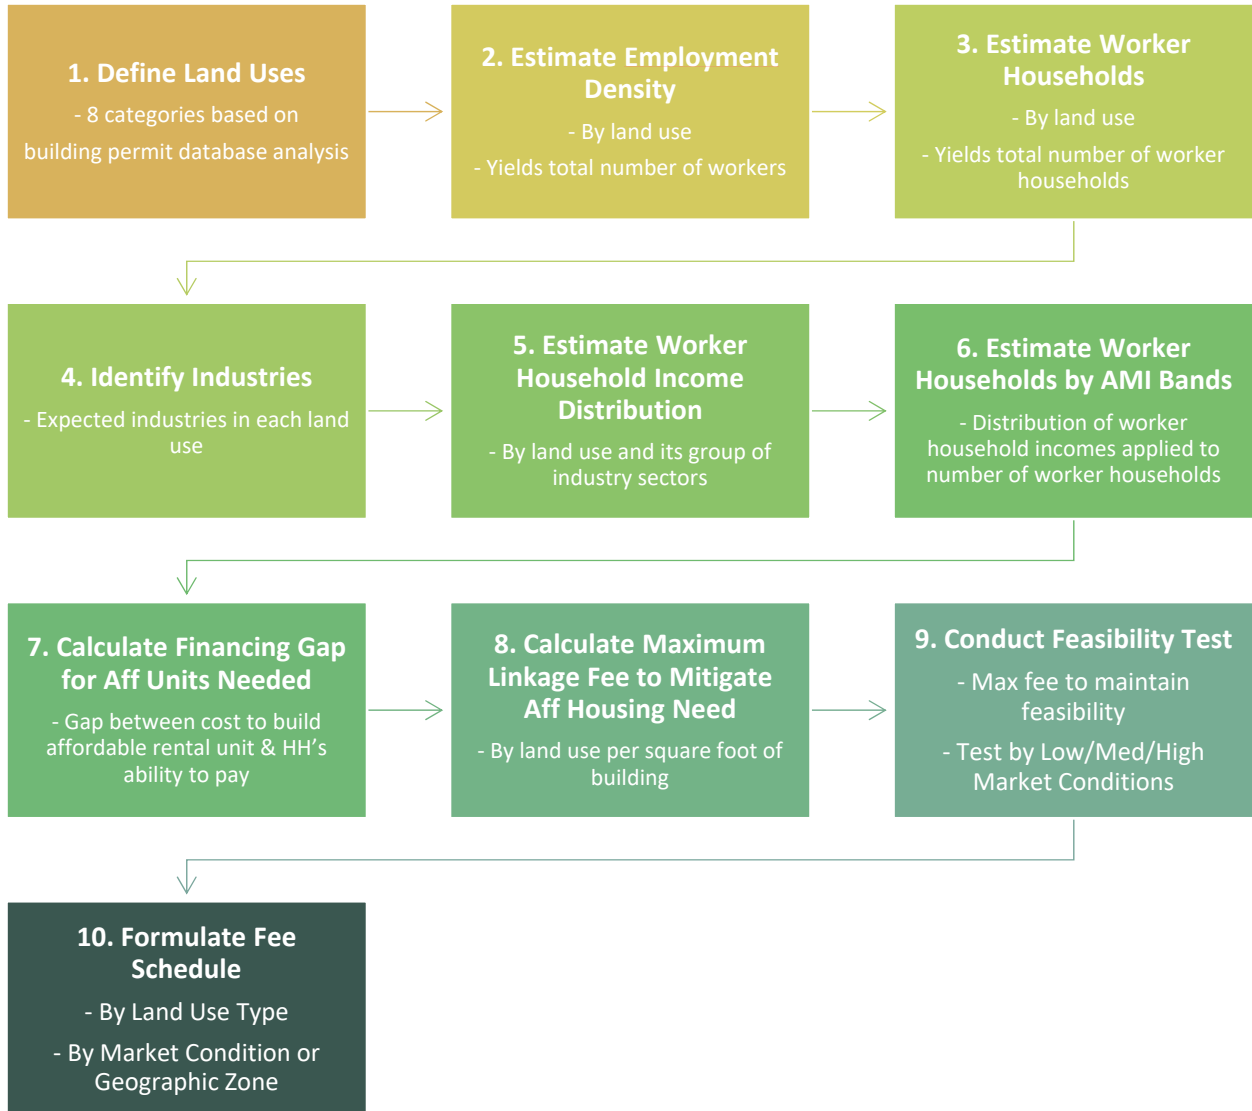 1. Define Land Uses
- 8 categories based on
building permit database analysis
2. Estimate Employment
Density
- By land use
- Yields total number of workers
3. Estimate Worker
Households
- By land use
- Yields total number of worker
households
4. Identify Industries
- Expected industries in each land
use
5. Estimate Worker
Household Income
Distribution
- By land use and its group of
industry sectors
6. Estimate Worker
Households by AMI Bands
- Distribution of worker
household incomes applied to
number of worker households
7. Calculate Financing Gap
for Aff Units Needed
- Gap between cost to build
affordable rental unit & HH’s
ability to pay
8. Calculate Maximum
Linkage Fee to Mitigate
Aff Housing Need
- By land use per square foot of
building
9. Conduct Feasibility Test
- Max fee to maintain
feasibility
- Test by Low/Med/High
Market Conditions
10. Formulate Fee
Schedule
- By Land Use Type
- By Market Condition or
Geographic Zone